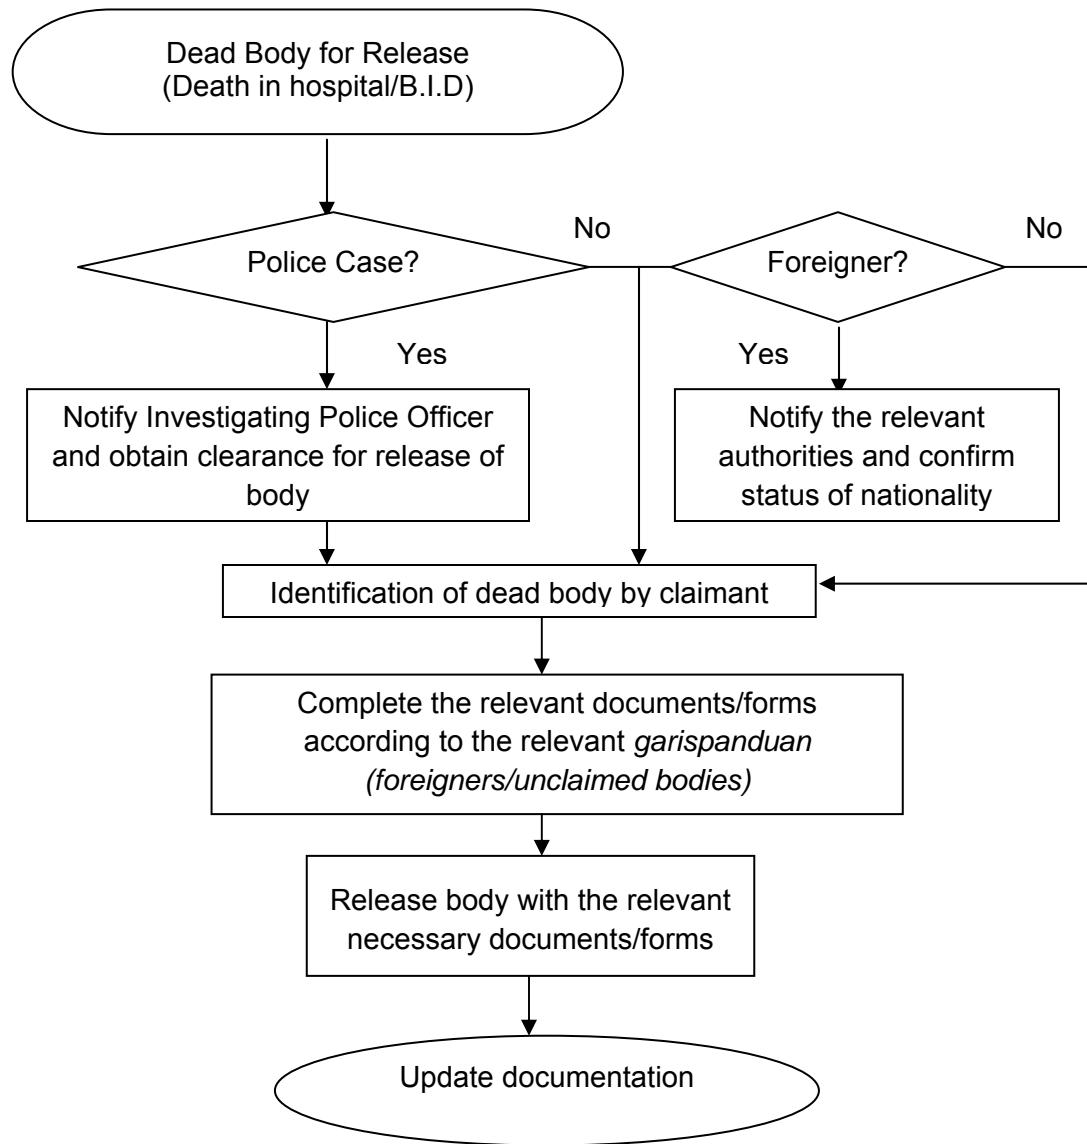 Dead Body for Release
(Death in hospital/B.I.D)
No
No
Police Case?
Foreigner?
Yes
Yes
Notify Investigating Police Officer
and obtain clearance for release of
body
Notify the relevant
authorities and confirm
status of nationality
Identification of dead body by claimant
Complete the relevant documents/forms
according to the relevant garispanduan
(foreigners/unclaimed bodies)
Release body with the relevant
necessary documents/forms
Update documentation